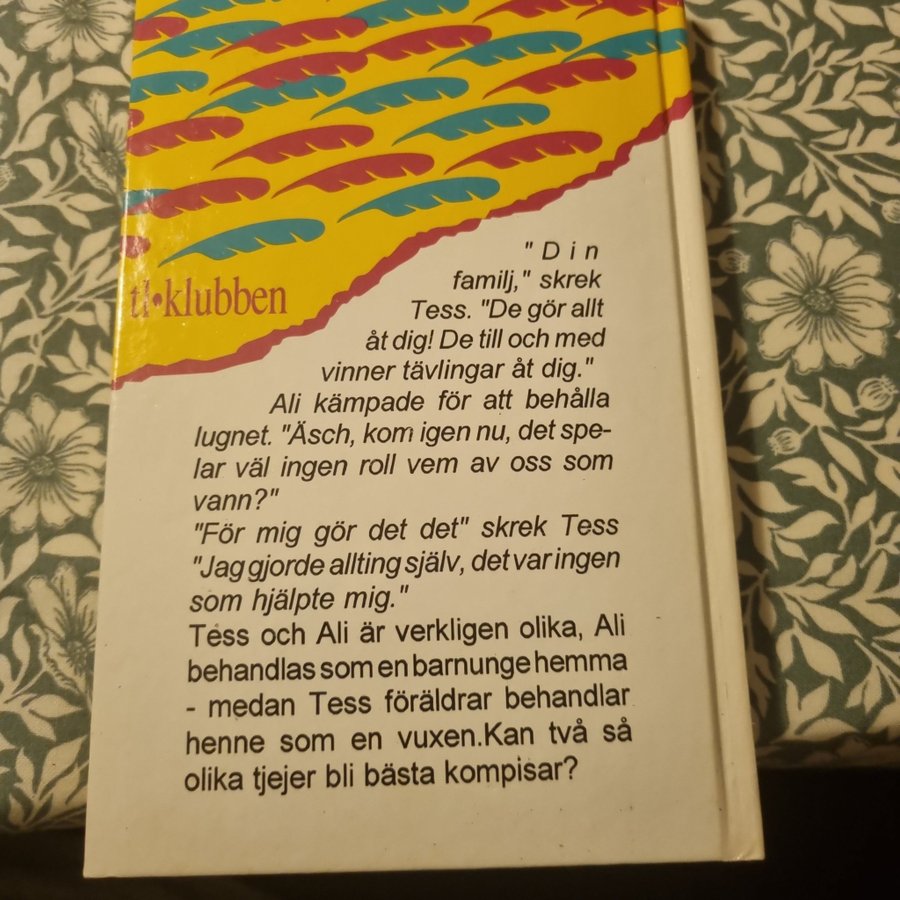 tl•klubben
" D i n
familj," skrek
Tess. "De gör allt
åt dig! De till och med
vinner tävlingar åt dig."
Ali kämpade för att behålla
lugnet. "Äsch, kom igen nu, det spe-
lar väl ingen roll vem av oss som
vann?"
"För mig gör det det" skrek Tess
"Jag gjorde allting själv, det var ingen
som hjälpte mig."
Tess och Ali är verkligen olika, Ali
behandlas som en barnunge hemma
- medan Tess föräldrar behandlar
henne som en vuxen.Kan två så
olika tjejer bli bästa kompisar?